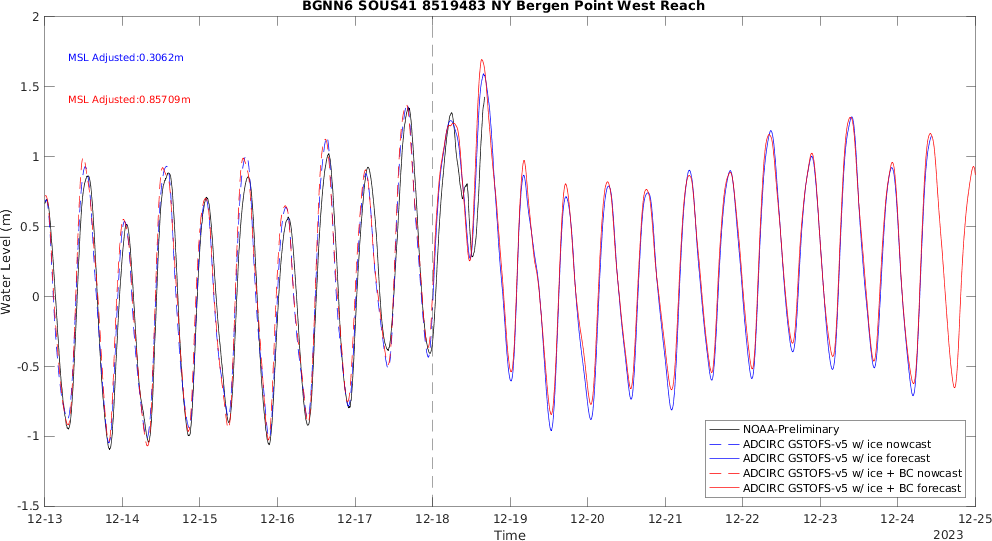 BGNN6 SOUS41 8519483 NY Bergen Point West Reach
2
1.5
1
0.5
0
-0.5
-1
-1.5
Water Level (m)
MSL Adjusted:0.3062m
MSL Adjusted:0.85709m
NOAA-Preliminary
ADCIRC GSTOFS-v5 w/ ice nowcast
ADCIRC GSTOFS-v5 w/ ice forecast
ADCIRC GSTOFS-v5 w/ ice + BC nowcast
ADCIRC GSTOFS-v5 w/ ice + BC forecast
12-13 12-14 12-15 12-16 12-17 12-18 12-19 12-20 12-21 12-22 12-23 12-24 12-25
Time
2023